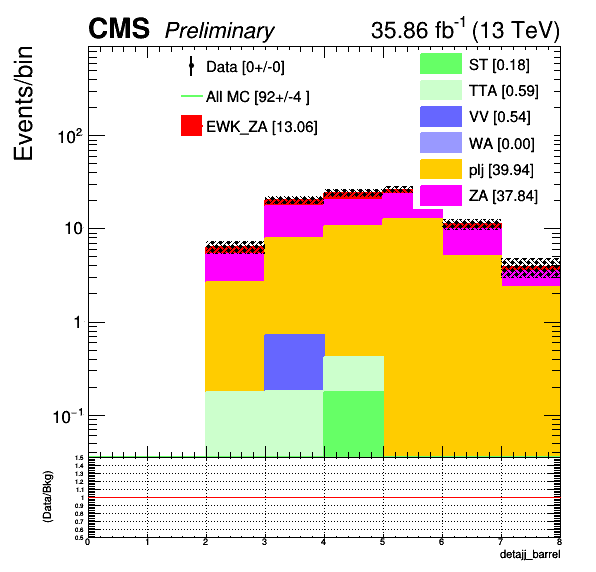 CMS Preliminary 35.86 fb⁻¹ (13 TeV)
Events/bin
Data [0+/-0]
All MC [92+/-4 ]
EWK_ZA [13.06]
ST [0.18]
TTA [0.59]
VV [0.54]
WA [0.00]
plj [39.94]
ZA [37.84]
10²
10
1
10⁻¹
(Data/Bkg)
1.5
1.4
1.3
1.2
1.1
1
0.9
0.8
0.7
0.6
0.5
0 1 2 3 4 5 6 7 8
detajj_barrel